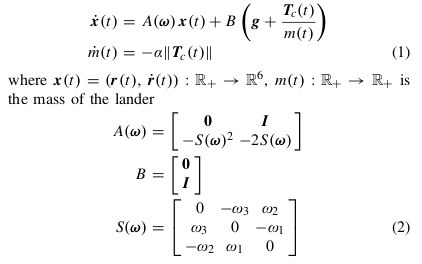 ẋ(t) = A(ω) x(t) + B ( g + T_c(t) / m(t) )
ṁ(t) = −α‖T_c(t)‖ (1)
where x(t) = (r(t), ṙ(t)) : ℝ₊ → ℝ⁶, m(t) : ℝ₊ → ℝ₊ is
the mass of the lander
A(ω) = [ 0 I
−S(ω)² −2S(ω) ]
B = [ 0
I ]
S(ω) = [ 0 −ω₃ ω₂
ω₃ 0 −ω₁
−ω₂ ω₁ 0 ] (2)